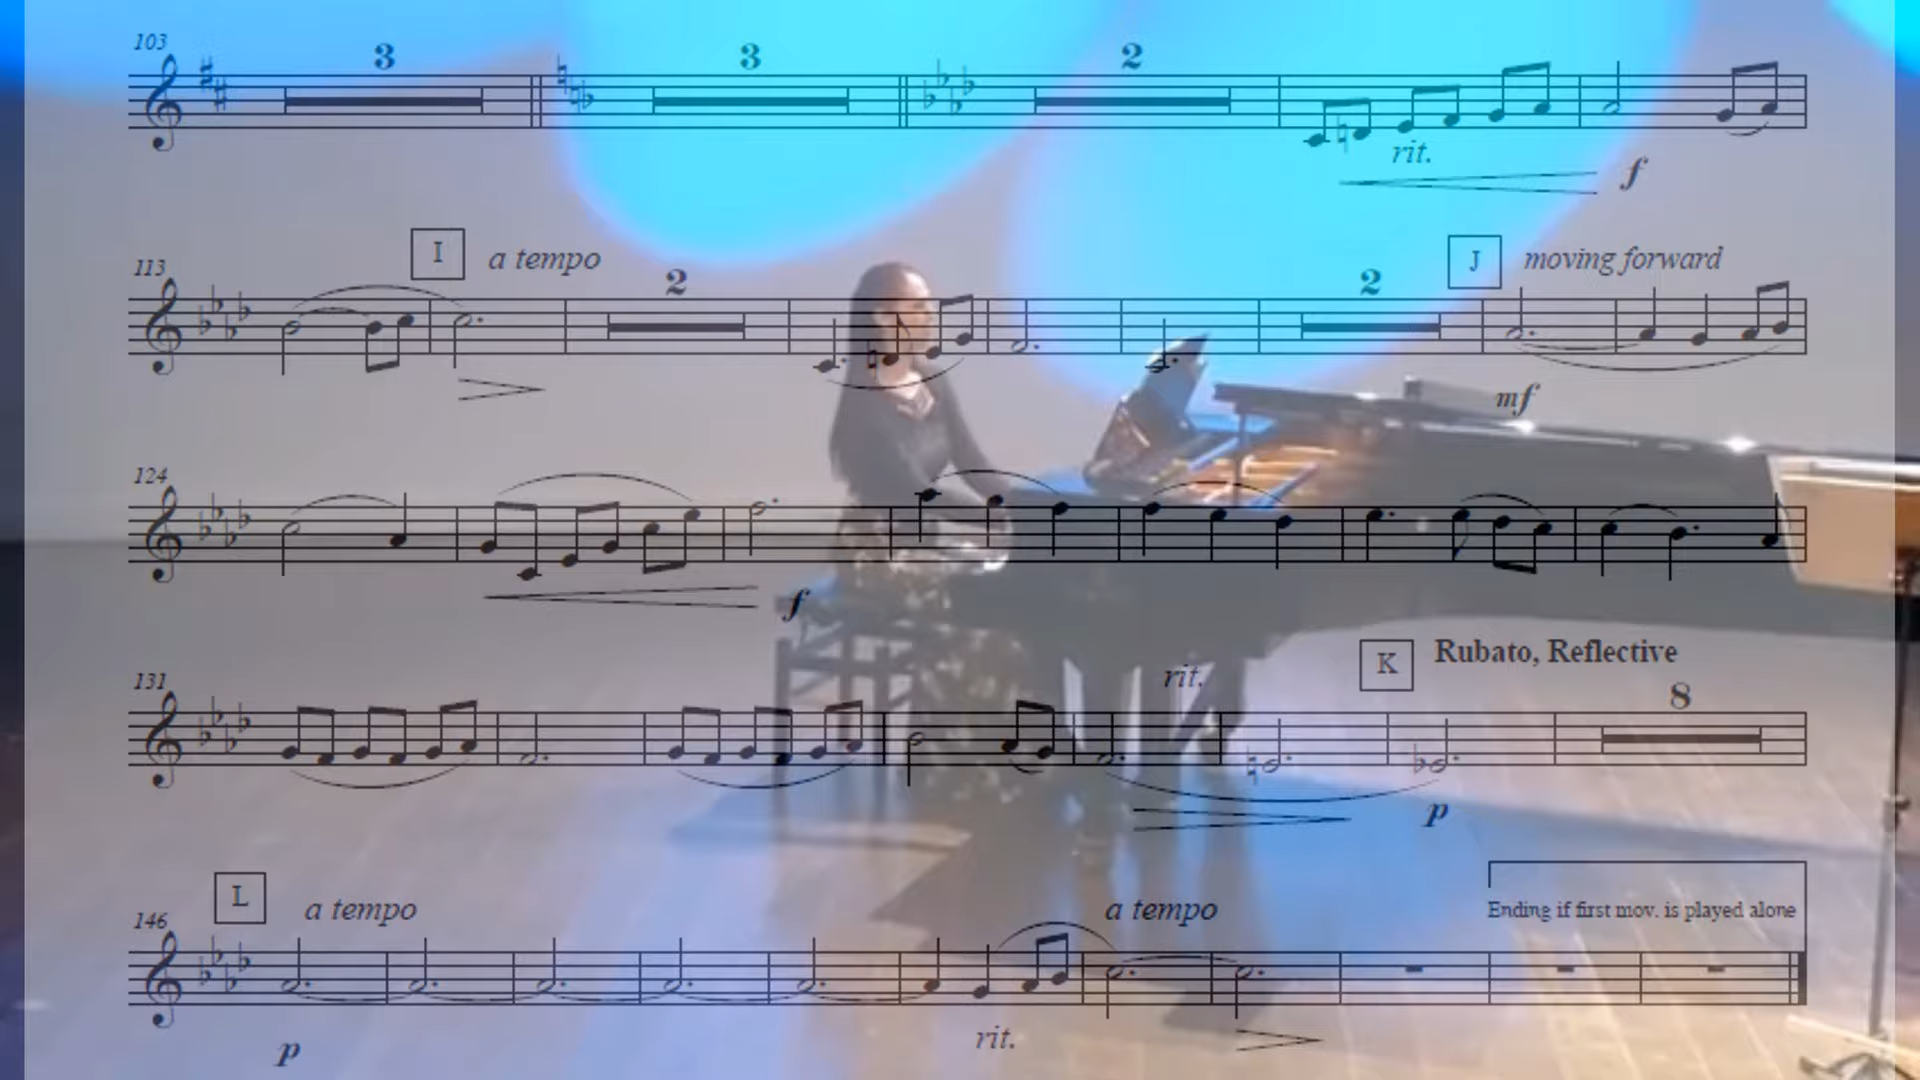 103 3 3 2
rit. f
113 I a tempo 2 2 J moving forward
mf
124
f
131 rit. K Rubato, Reflective 8
p
146 L a tempo a tempo Ending if first mov. is played alone
p rit.